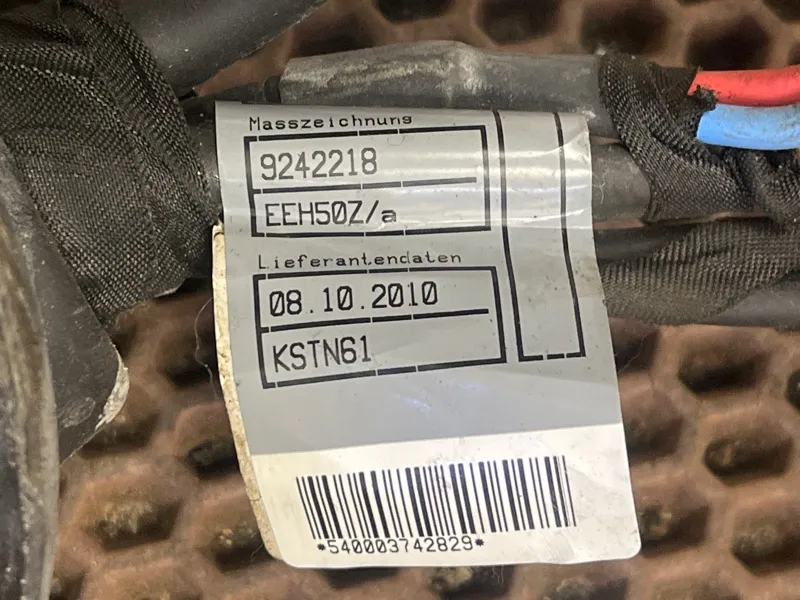 Masszeichnung
9242218
EEH50Z/a
Lieferantendaten
08.10.2010
KSTN61
*540003742829*